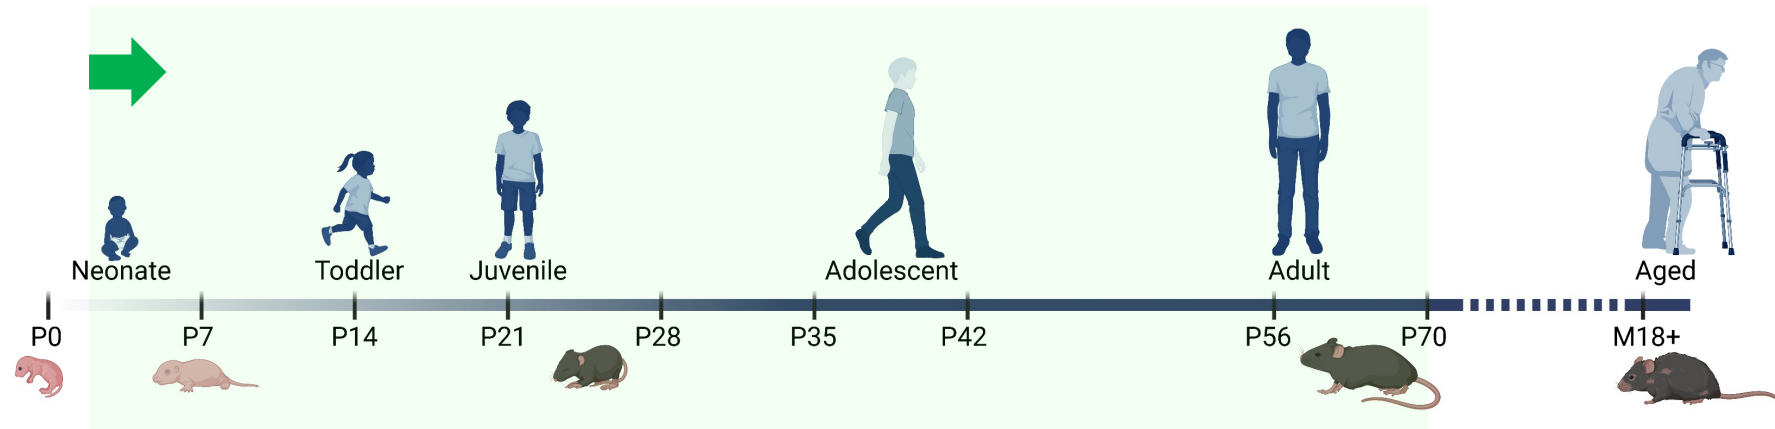 Neonate Toddler Juvenile Adolescent Adult Aged
P0 P7 P14 P21 P28 P35 P42 P56 P70 M18+